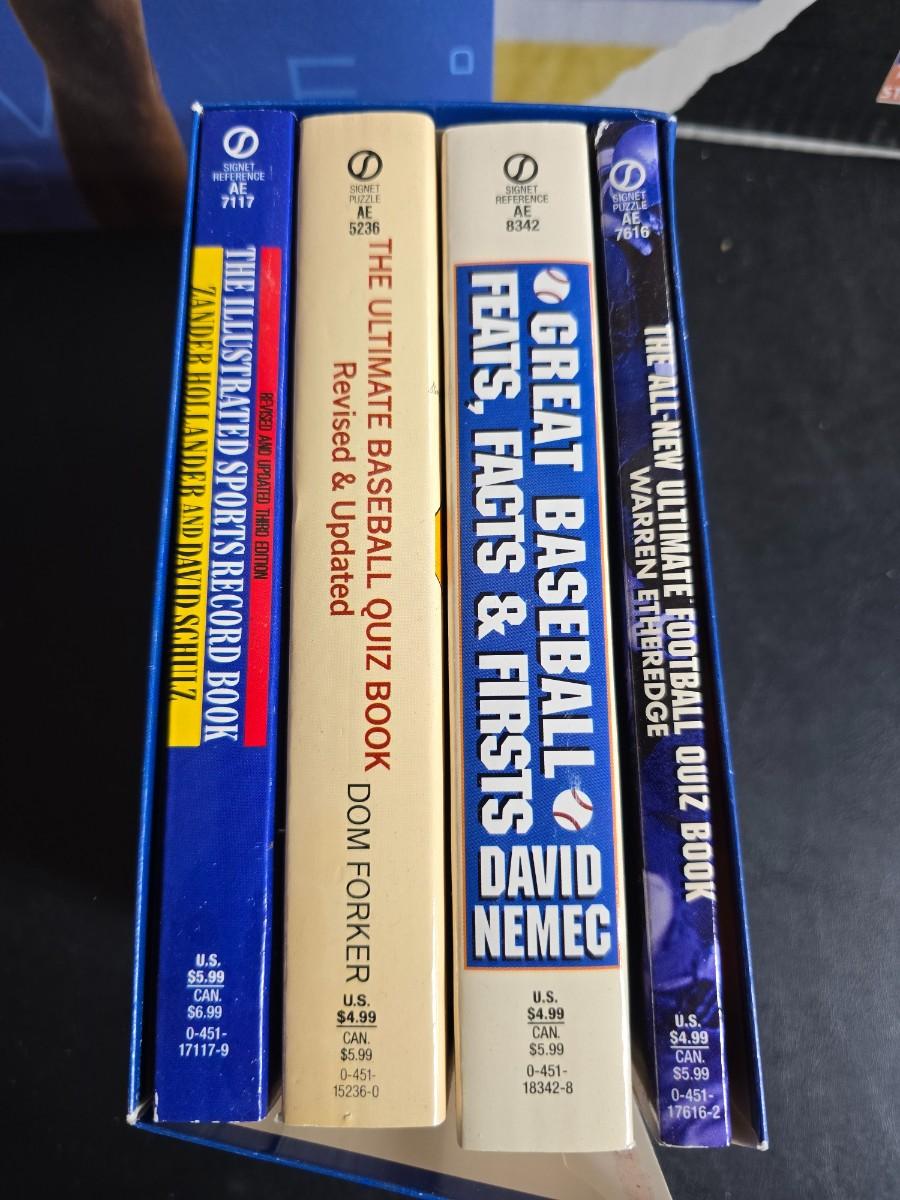 SIGNET
REFERENCE
AE
7117
REVISED AND UPDATED THIRD EDITION
THE ILLUSTRATED SPORTS RECORD BOOK
ZANDER HOLLANDER AND DAVID SCHULZ
U.S.
$5.99
CAN.
$6.99
0-451-
17117-9
SIGNET
PUZZLE
AE
5236
THE ULTIMATE BASEBALL QUIZ BOOK
Revised & Updated
DOM FORKER
U.S.
$4.99
CAN.
$5.99
0-451-
15236-0
SIGNET
REFERENCE
AE
8342
GREAT BASEBALL
FEATS, FACTS & FIRSTS
DAVID
NEMEC
U.S.
$4.99
CAN.
$5.99
0-451-
18342-8
SIGNET
PUZZLE
AE
7616
THE ALL-NEW ULTIMATE FOOTBALL QUIZ BOOK
WARREN ETHEREDGE
U.S.
$4.99
CAN.
$5.99
0-451-
17616-2